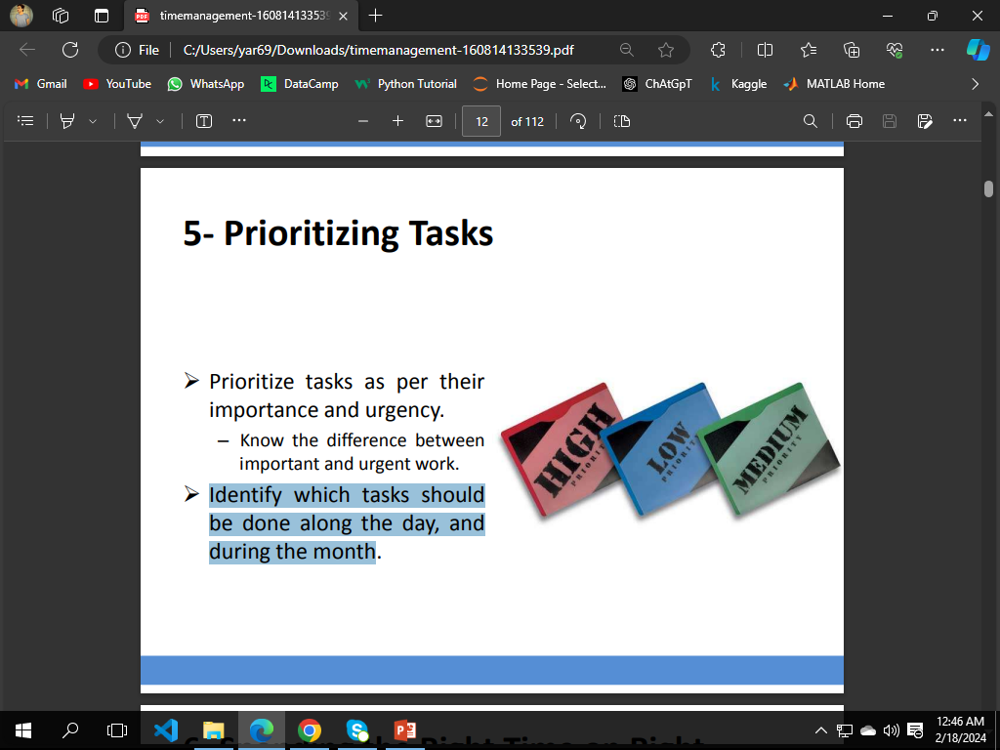 timemanagement-16081413353
File
C:/Users/yar69/Downloads/timemanagement-160814133539.pdf
Gmail
YouTube
WhatsApp
DataCamp
Python Tutorial
Home Page - Select...
ChAtGpT
Kaggle
MATLAB Home
12
of 112
5- Prioritizing Tasks
➢ Prioritize tasks as per their
importance and urgency.
– Know the difference between
important and urgent work.
➢ Identify which tasks should
be done along the day, and
during the month.
HIGH
PRIORITY
LOW
PRIORITY
MEDIUM
PRIORITY
12:46 AM
2/18/2024